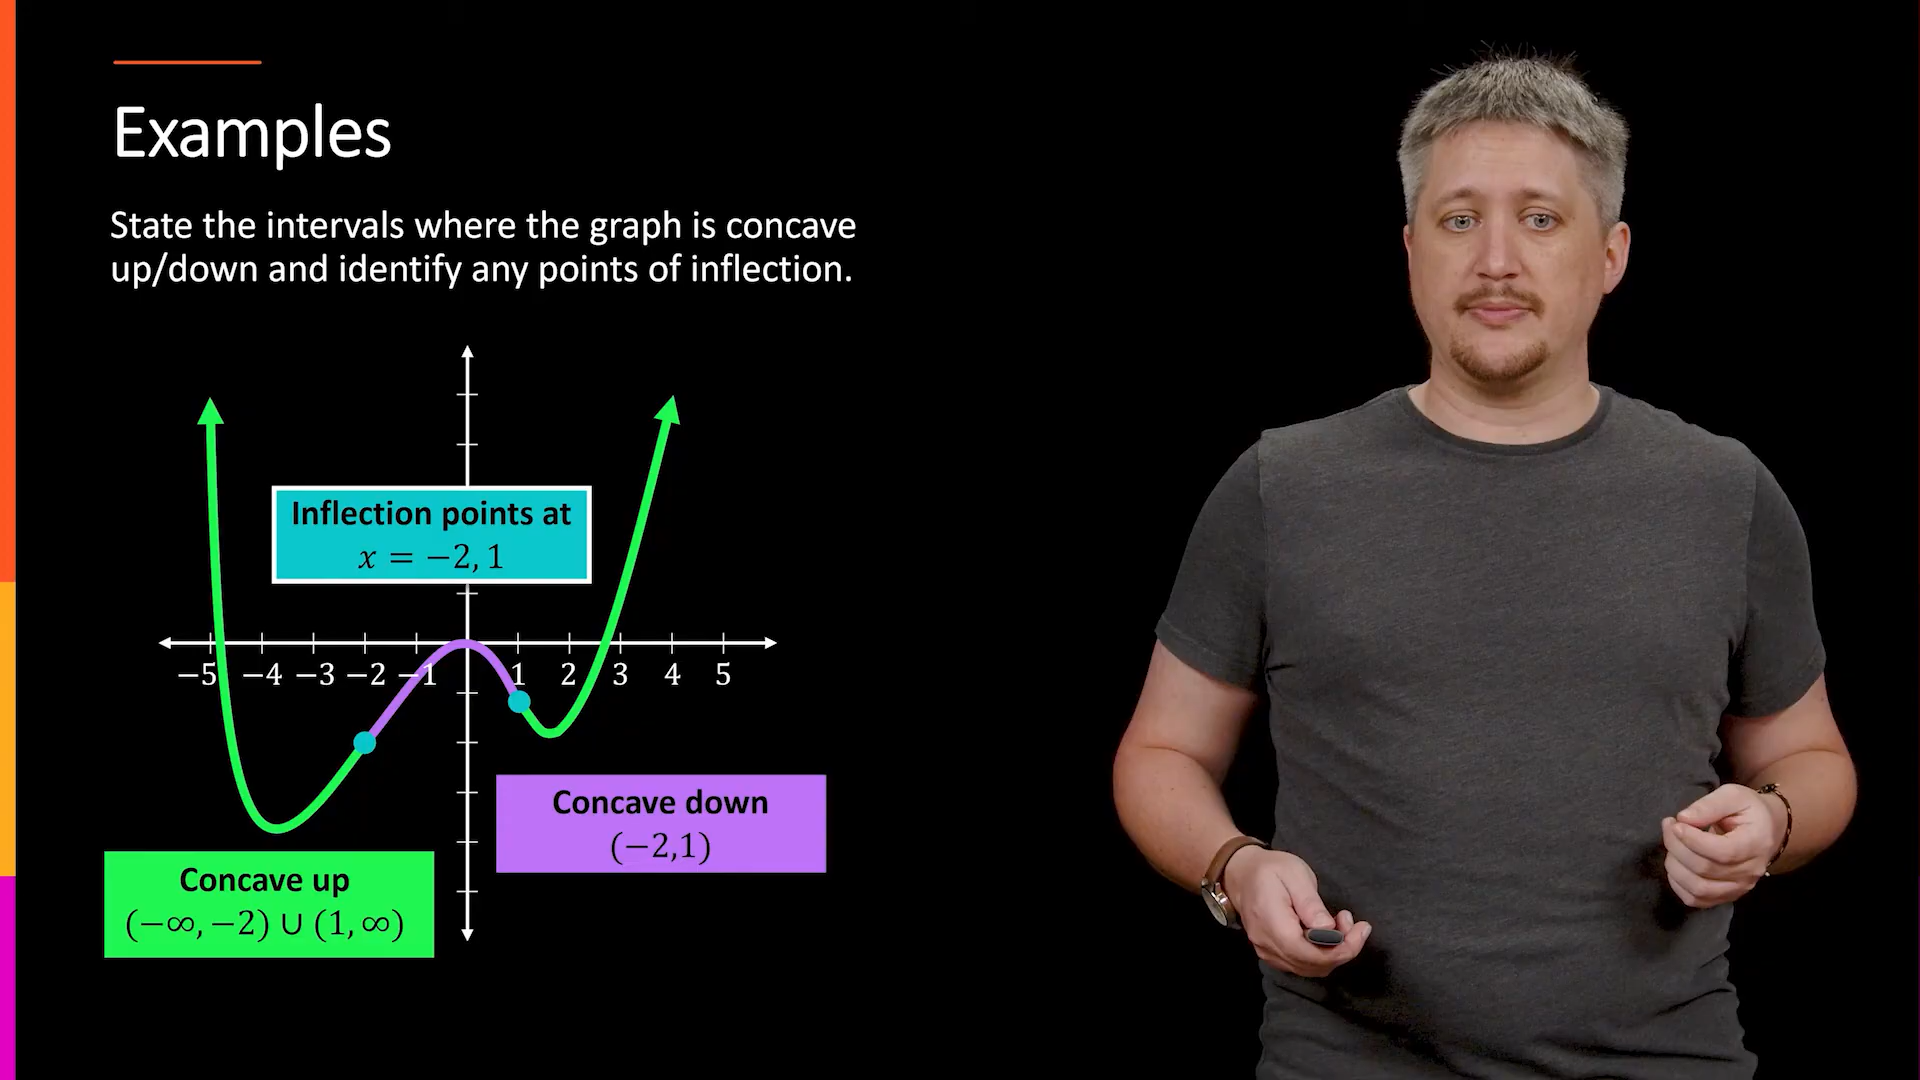 Examples
State the intervals where the graph is concave
up/down and identify any points of inflection.
Inflection points at
x = −2, 1
−5 −4 −3 −2 −1 1 2 3 4 5
Concave down
(−2,1)
Concave up
(−∞, −2) ∪ (1, ∞)